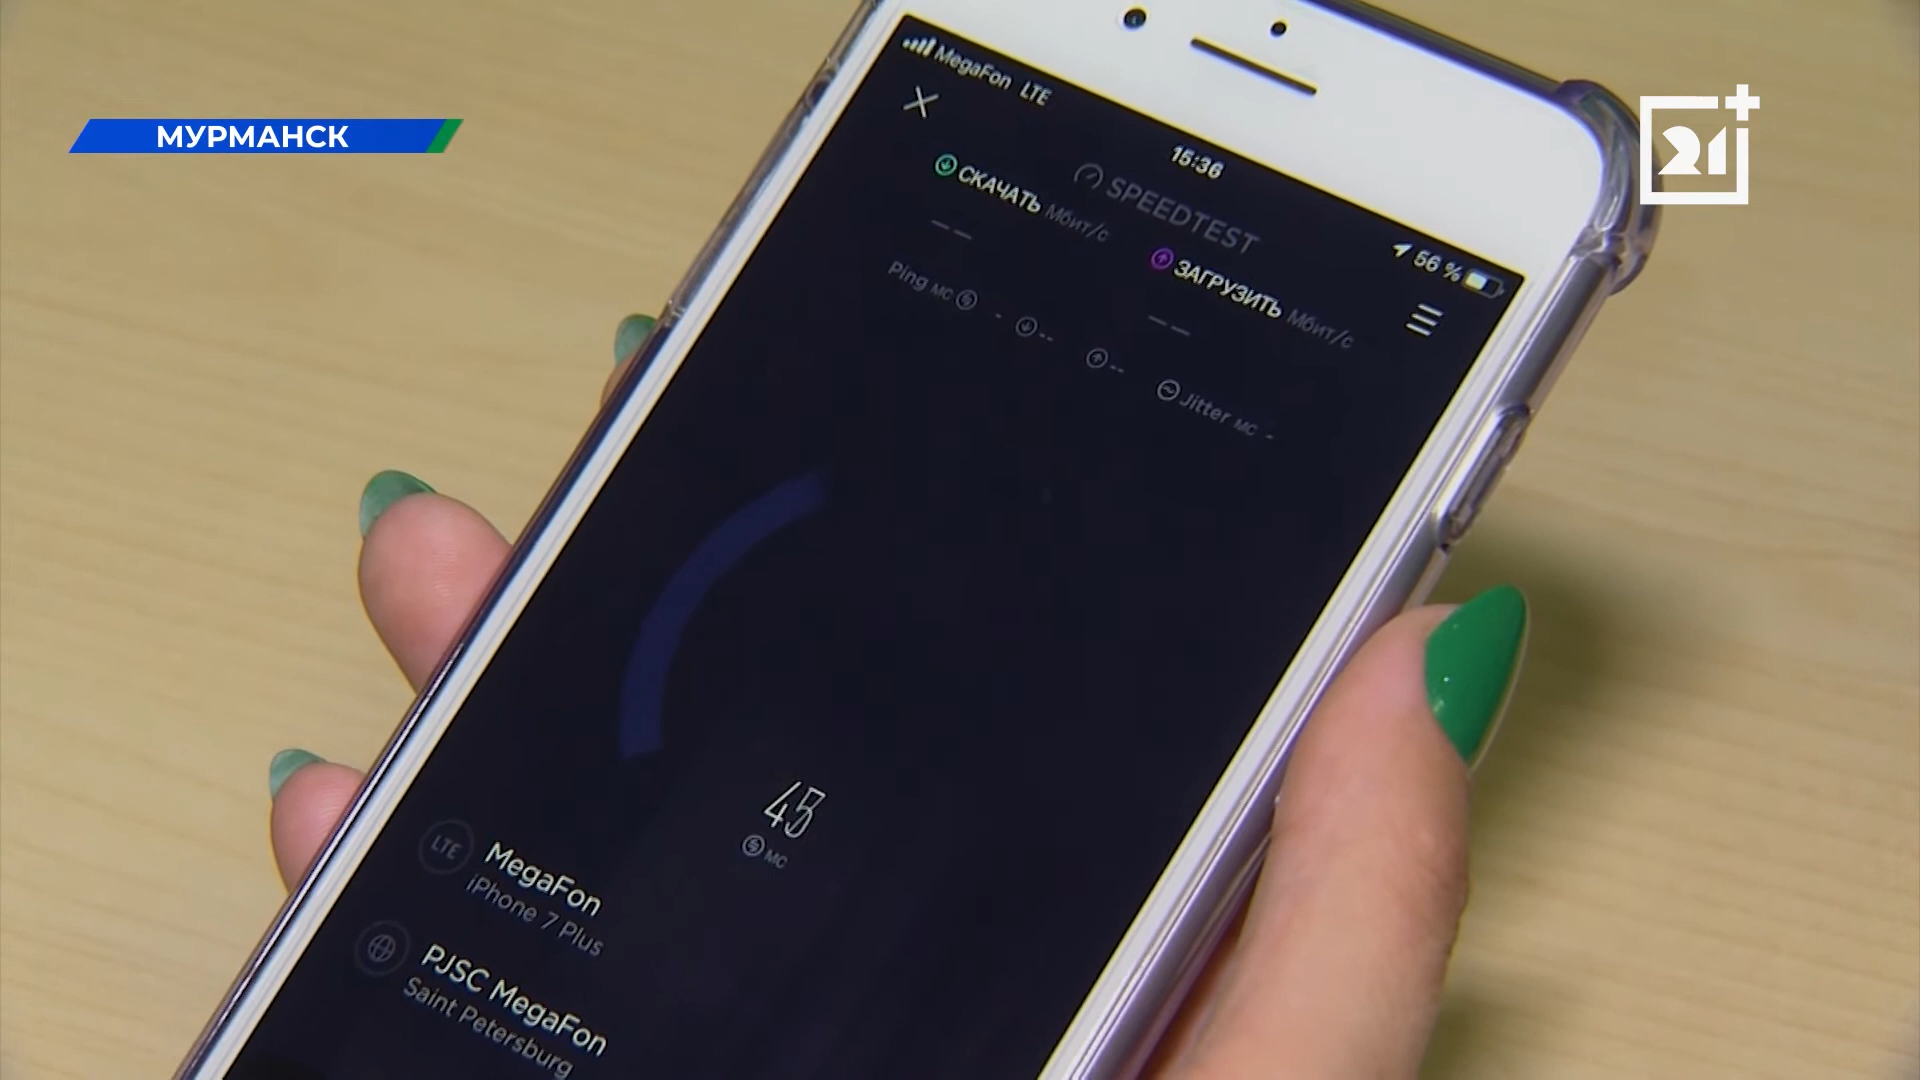 МУРМАНСК
21+
MegaFon LTE
15:36
56 %
SPEEDTEST
СКАЧАТЬ Мбит/с
— —
ЗАГРУЗИТЬ Мбит/с
— —
Ping мс - -- --
Jitter мс -
мс
LTE
MegaFon
iPhone 7 Plus
PJSC MegaFon
Saint Petersburg